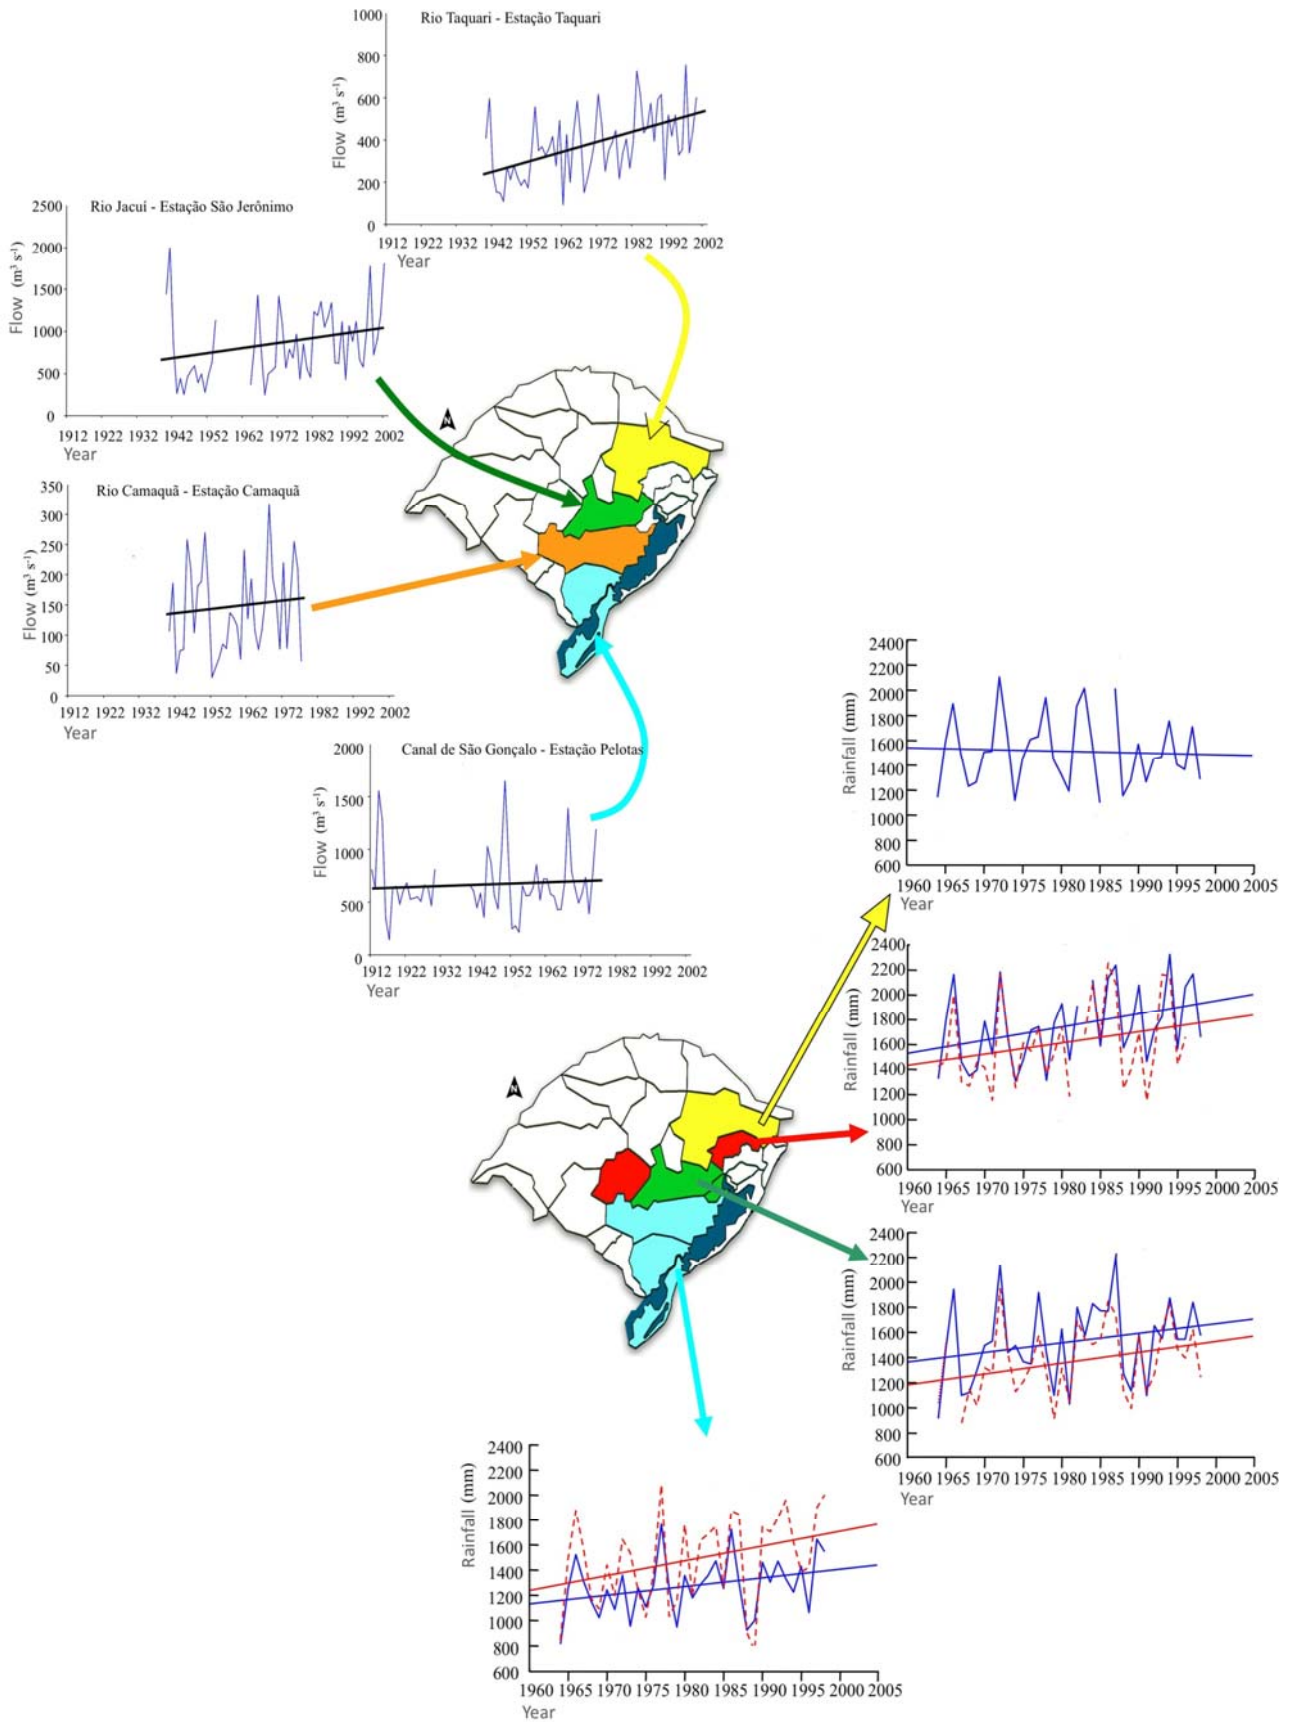 Rio Taquari - Estação Taquari
Flow (m³ s⁻¹)
1000
800
600
400
200
0
1912 1922 1932 1942 1952 1962 1972 1982 1992 2002
Year
Rio Jacuí - Estação São Jerônimo
Flow (m³ s⁻¹)
2500
2000
1500
1000
500
0
1912 1922 1932 1942 1952 1962 1972 1982 1992 2002
Year
N
Rio Camaquã - Estação Camaquã
Flow (m³ s⁻¹)
350
300
250
200
150
100
50
0
1912 1922 1932 1942 1952 1962 1972 1982 1992 2002
Year
Canal de São Gonçalo - Estação Pelotas
Flow (m³ s⁻¹)
2000
1500
1000
500
0
1912 1922 1932 1942 1952 1962 1972 1982 1992 2002
Year
Rainfall (mm)
2400
2200
2000
1800
1600
1400
1200
1000
800
600
1960 1965 1970 1975 1980 1985 1990 1995 2000 2005
Year
Rainfall (mm)
2400
2200
2000
1800
1600
1400
1200
1000
800
600
1960 1965 1970 1975 1980 1985 1990 1995 2000 2005
Year
N
Rainfall (mm)
2400
2200
2000
1800
1600
1400
1200
1000
800
600
1960 1965 1970 1975 1980 1985 1990 1995 2000 2005
Year
Rainfall (mm)
2400
2200
2000
1800
1600
1400
1200
1000
800
600
1960 1965 1970 1975 1980 1985 1990 1995 2000 2005
Year